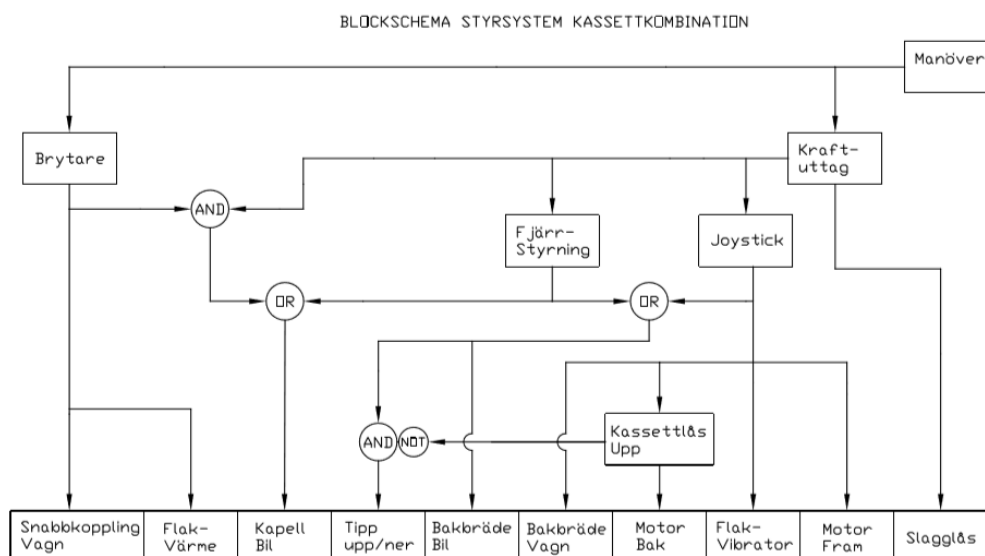 BLOCKSCHEMA STYRSYSTEM KASSETTKOMBINATION
Manöver
Brytare
Kraft-
uttag
AND
Fjärr-
Styrning
Joystick
OR
OR
AND
NOT
Kassettlås
Upp
Snabbkoppling
Vagn
Flak-
Värme
Kapell
Bil
Tipp
upp/ner
Bakbräde
Bil
Bakbräde
Vagn
Motor
Bak
Flak-
Vibrator
Motor
Fram
Slagglås